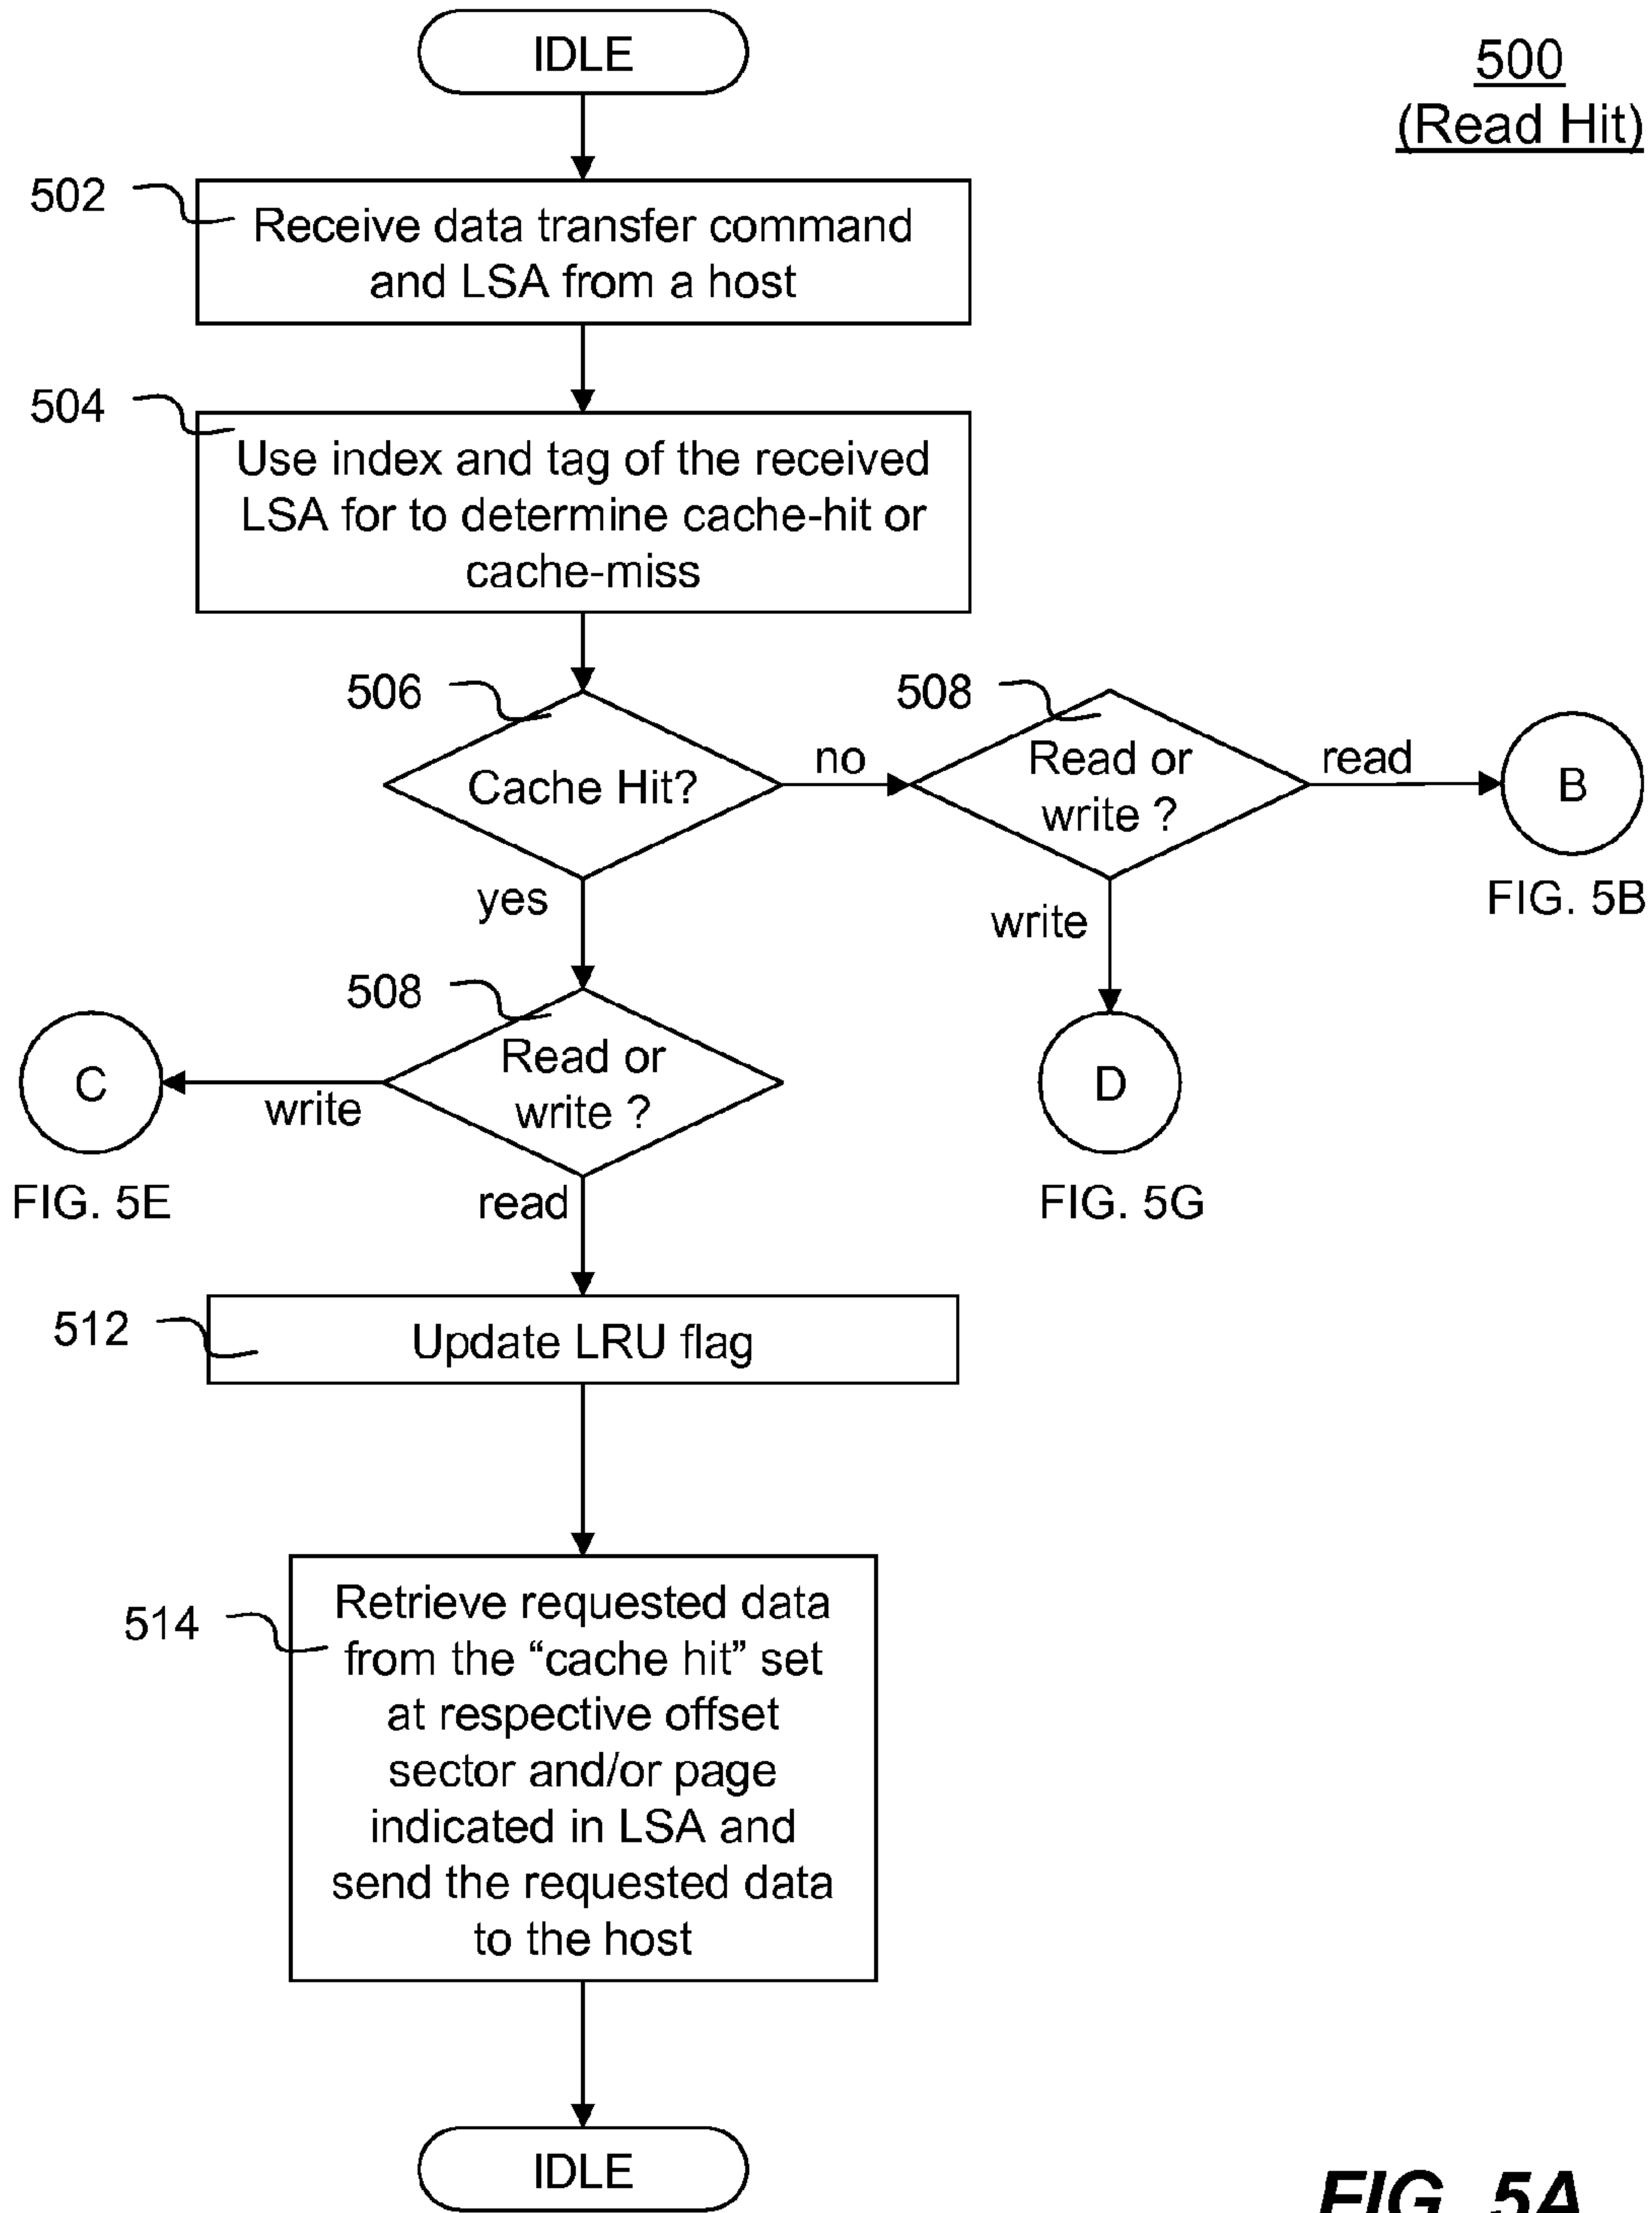 IDLE
500
(Read Hit)
502
Receive data transfer command
and LSA from a host
504
Use index and tag of the received
LSA for to determine cache-hit or
cache-miss
506
Cache Hit?
no
508
Read or
write ?
read
B
FIG. 5B
yes
write
D
FIG. 5G
508
Read or
write ?
write
C
FIG. 5E
read
512
Update LRU flag
514
Retrieve requested data
from the “cache hit” set
at respective offset
sector and/or page
indicated in LSA and
send the requested data
to the host
IDLE
FIG. 5A